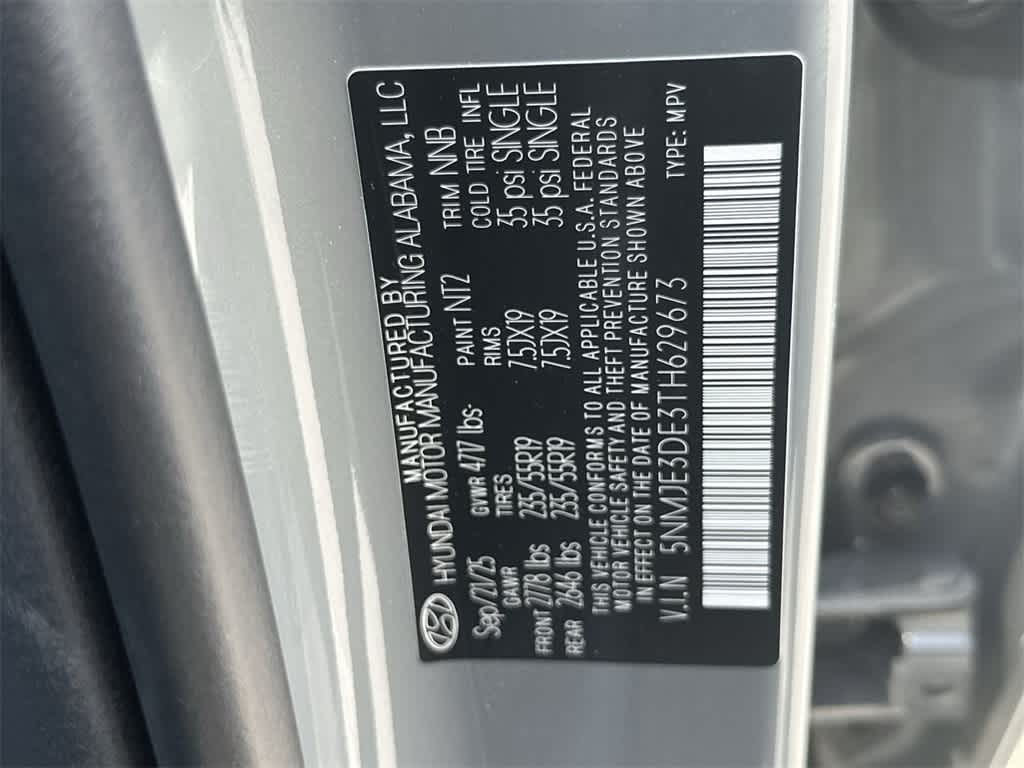 MANUFACTURED BY
HYUNDAI MOTOR MANUFACTURING ALABAMA, LLC
Sep/21/25 GVWR 4717 lbs. PAINT NT2 TRIM NNB
GAWR TIRES RIMS COLD TIRE INFL
FRONT 2778 lbs 235/55R19 7.5JX19 35 psi SINGLE
REAR 2646 lbs 235/55R19 7.5JX19 35 psi SINGLE
THIS VEHICLE CONFORMS TO ALL APPLICABLE U.S.A. FEDERAL
MOTOR VEHICLE SAFETY AND THEFT PREVENTION STANDARDS
IN EFFECT ON THE DATE OF MANUFACTURE SHOWN ABOVE
V.I.N 5NMJE3DE3TH629673 TYPE: MPV